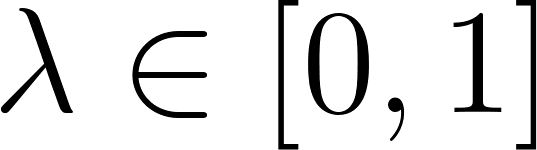 λ ∈ [0, 1]